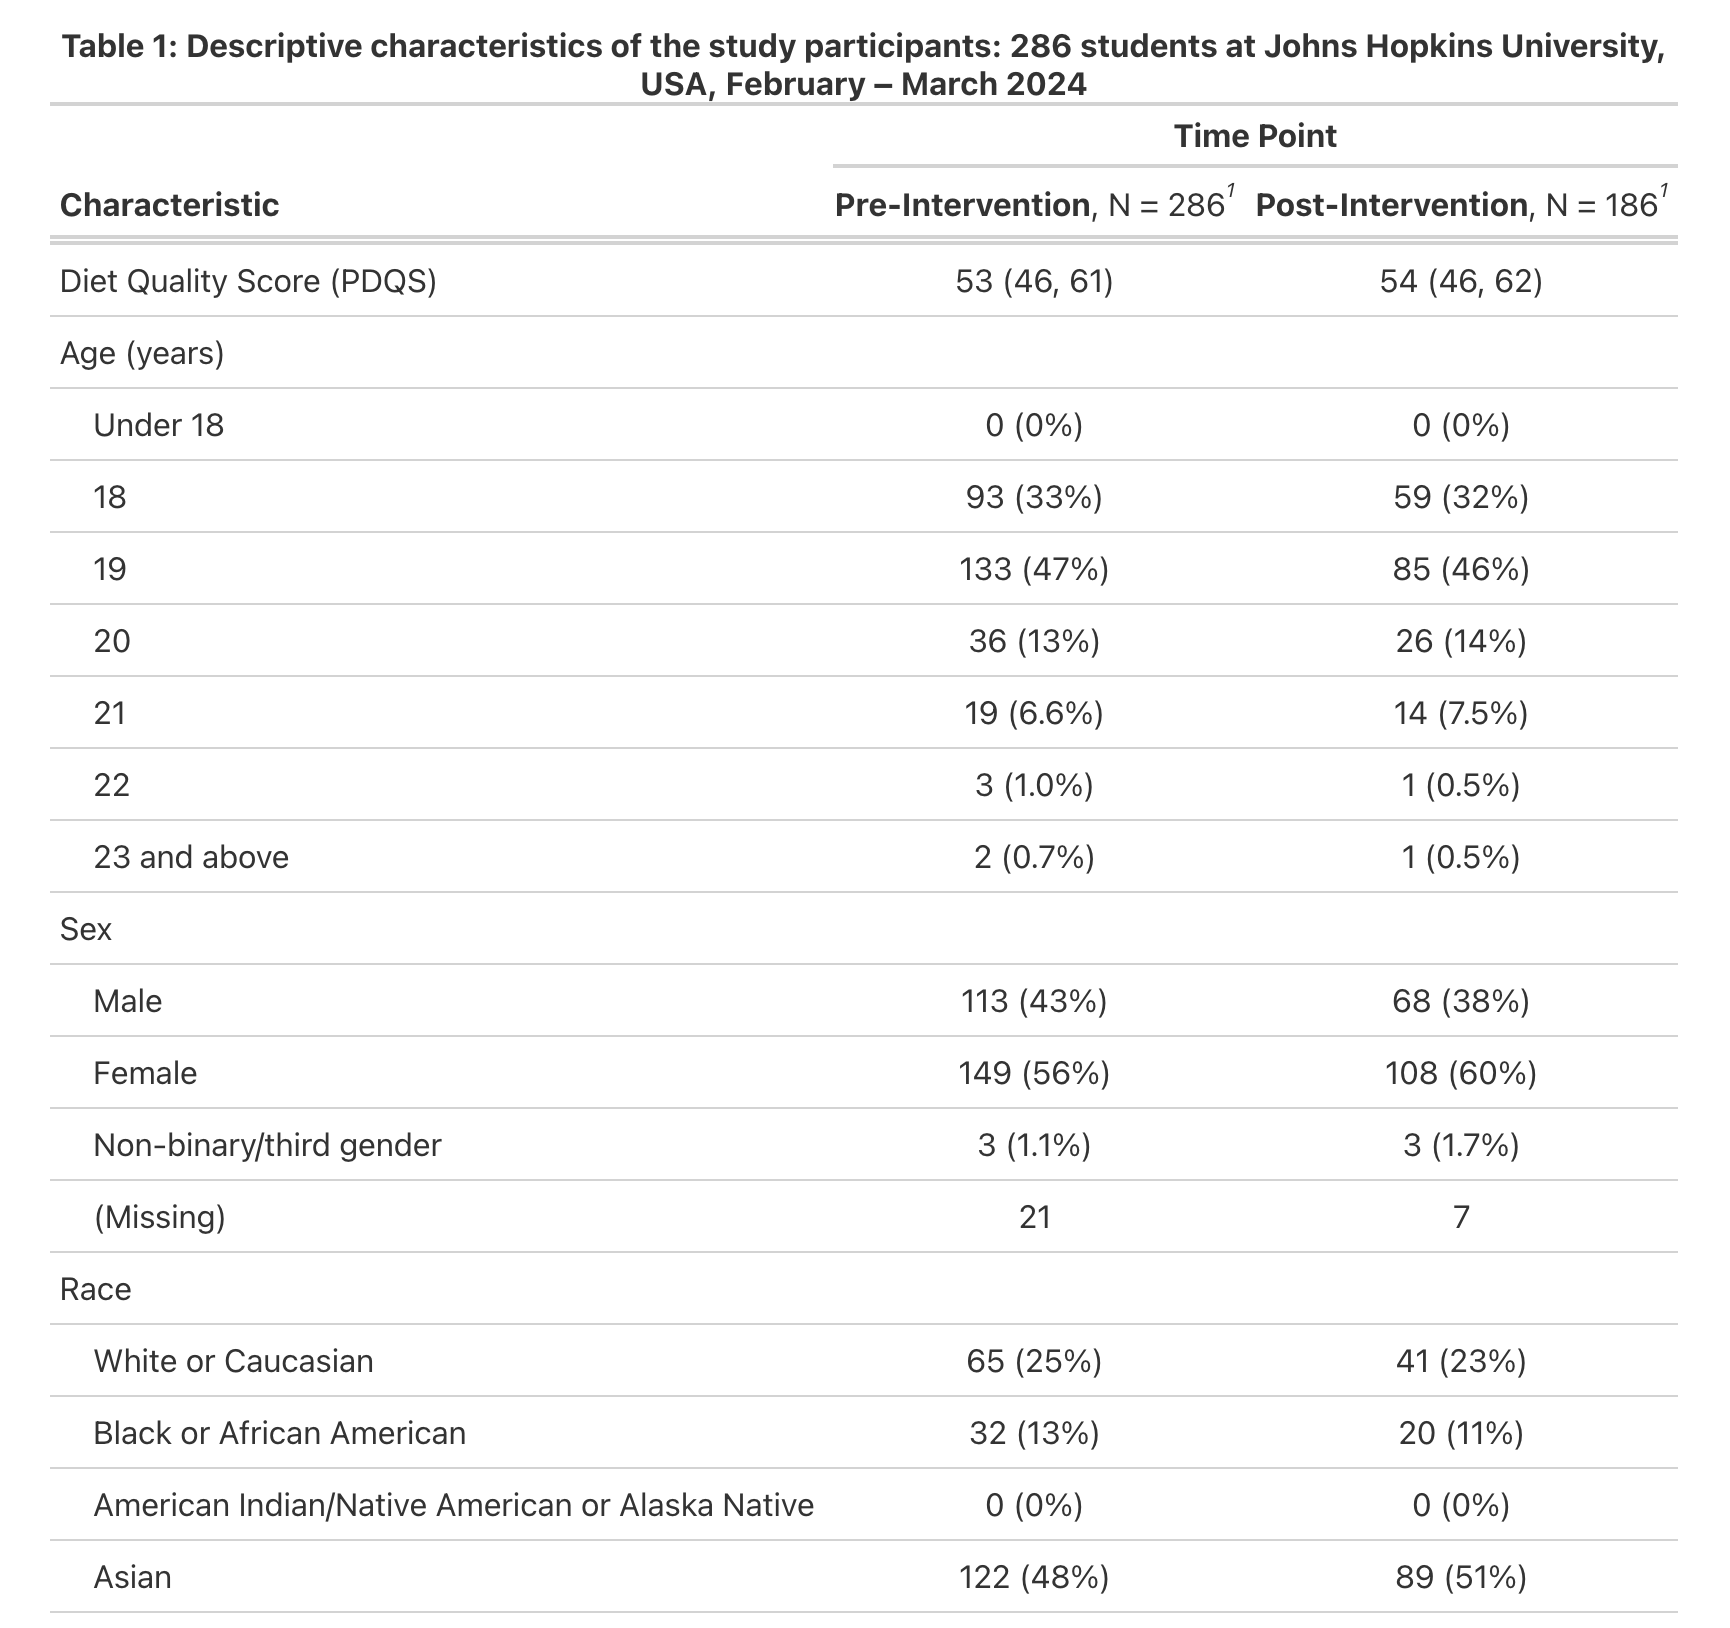 Table 1: Descriptive characteristics of the study participants: 286 students at Johns Hopkins University,
USA, February – March 2024
Time Point
Characteristic Pre-Intervention, N = 286¹ Post-Intervention, N = 186¹
Diet Quality Score (PDQS) 53 (46, 61) 54 (46, 62)
Age (years)
Under 18 0 (0%) 0 (0%)
18 93 (33%) 59 (32%)
19 133 (47%) 85 (46%)
20 36 (13%) 26 (14%)
21 19 (6.6%) 14 (7.5%)
22 3 (1.0%) 1 (0.5%)
23 and above 2 (0.7%) 1 (0.5%)
Sex
Male 113 (43%) 68 (38%)
Female 149 (56%) 108 (60%)
Non-binary/third gender 3 (1.1%) 3 (1.7%)
(Missing) 21 7
Race
White or Caucasian 65 (25%) 41 (23%)
Black or African American 32 (13%) 20 (11%)
American Indian/Native American or Alaska Native 0 (0%) 0 (0%)
Asian 122 (48%) 89 (51%)